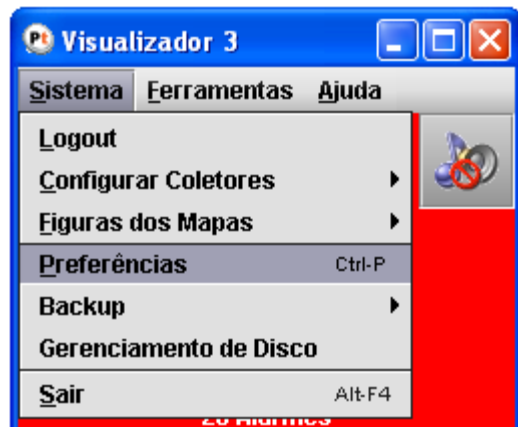 Pt Visualizador 3
Sistema Ferramentas Ajuda
Logout
Configurar Coletores
Figuras dos Mapas
Preferências Ctrl-P
Backup
Gerenciamento de Disco
Sair Alt-F4